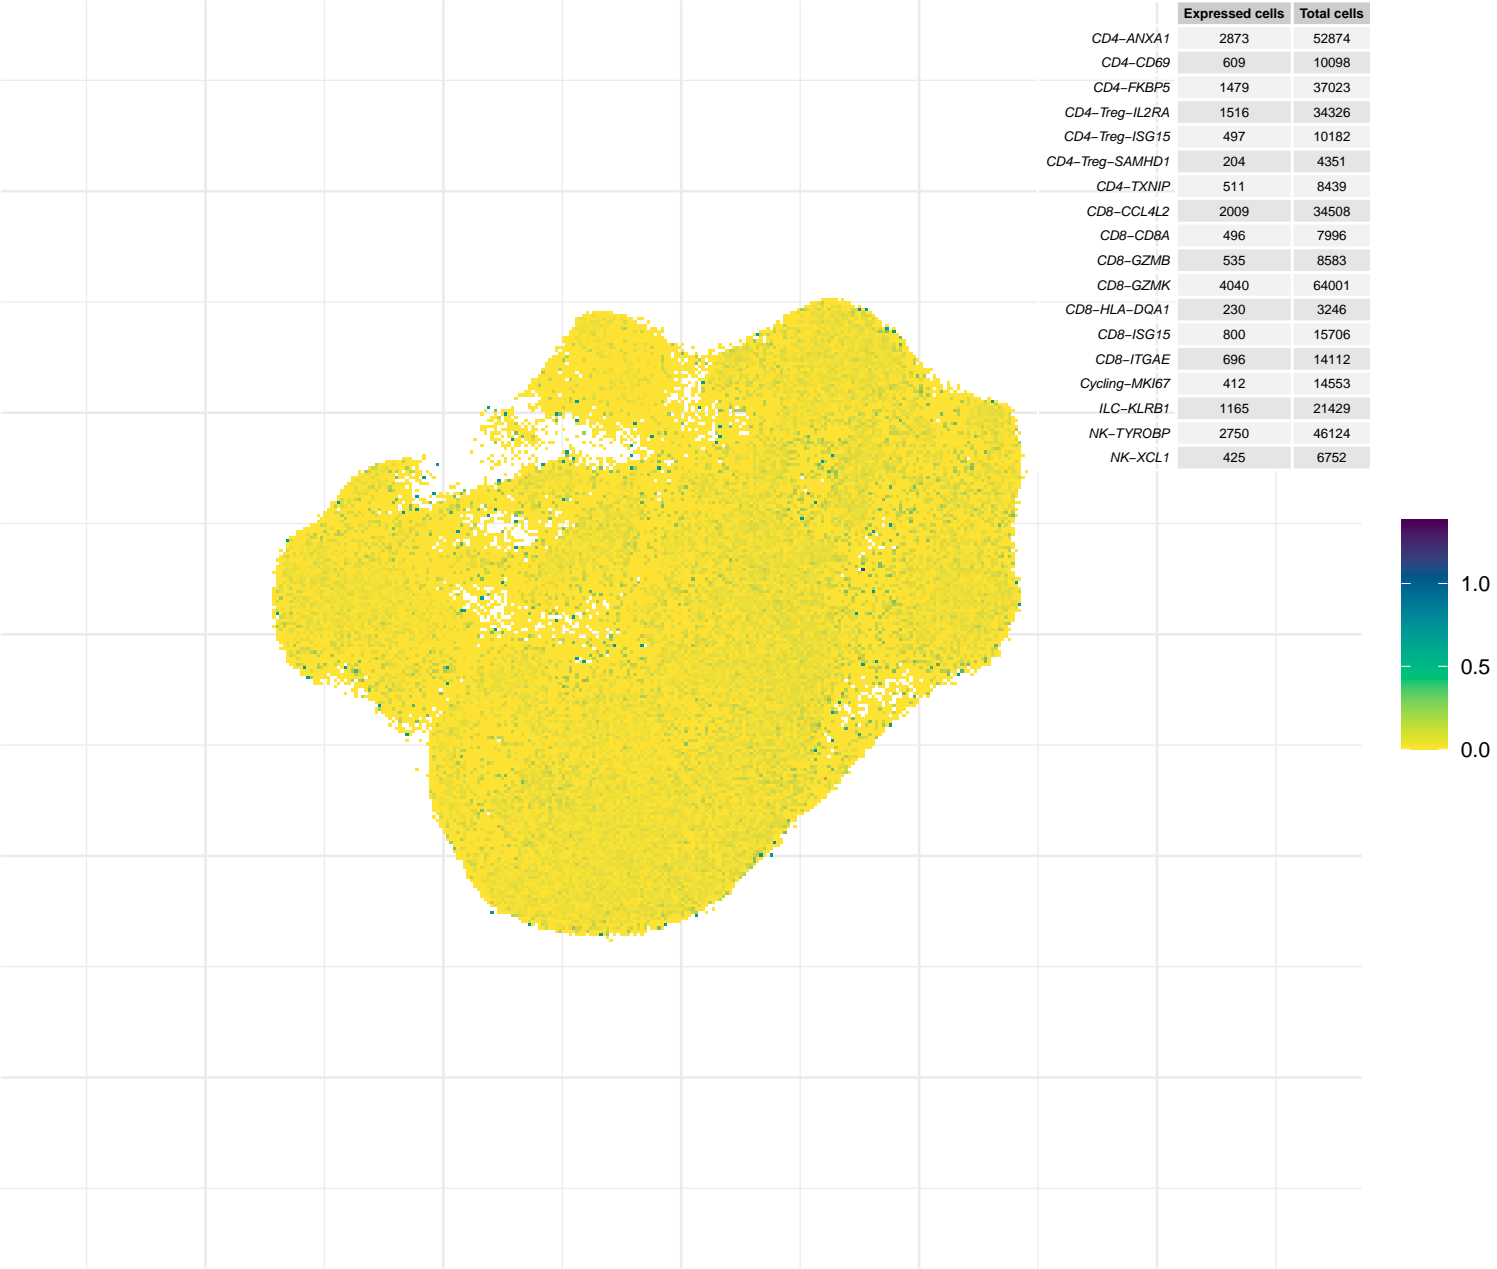 Expressed cells Total cells
CD4−ANXA1 2873 52874
CD4−CD69 609 10098
CD4−FKBP5 1479 37023
CD4−Treg−IL2RA 1516 34326
CD4−Treg−ISG15 497 10182
CD4−Treg−SAMHD1 204 4351
CD4−TXNIP 511 8439
CD8−CCL4L2 2009 34508
CD8−CD8A 496 7996
CD8−GZMB 535 8583
CD8−GZMK 4040 64001
CD8−HLA−DQA1 230 3246
CD8−ISG15 800 15706
CD8−ITGAE 696 14112
Cycling−MKI67 412 14553
ILC−KLRB1 1165 21429
NK−TYROBP 2750 46124
NK−XCL1 425 6752
1.0
0.5
0.0